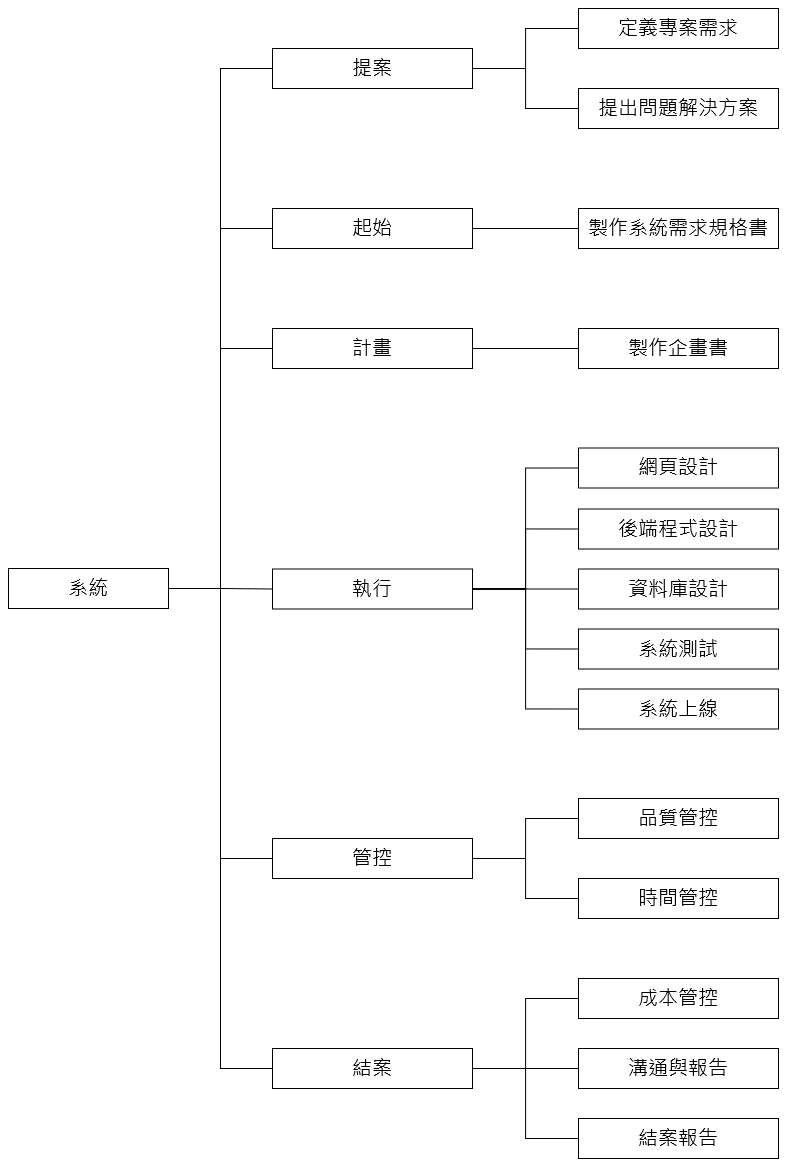 系統
提案
定義專案需求
提出問題解決方案
起始
製作系統需求規格書
計畫
製作企畫書
執行
網頁設計
後端程式設計
資料庫設計
系統測試
系統上線
管控
品質管控
時間管控
結案
成本管控
溝通與報告
結案報告